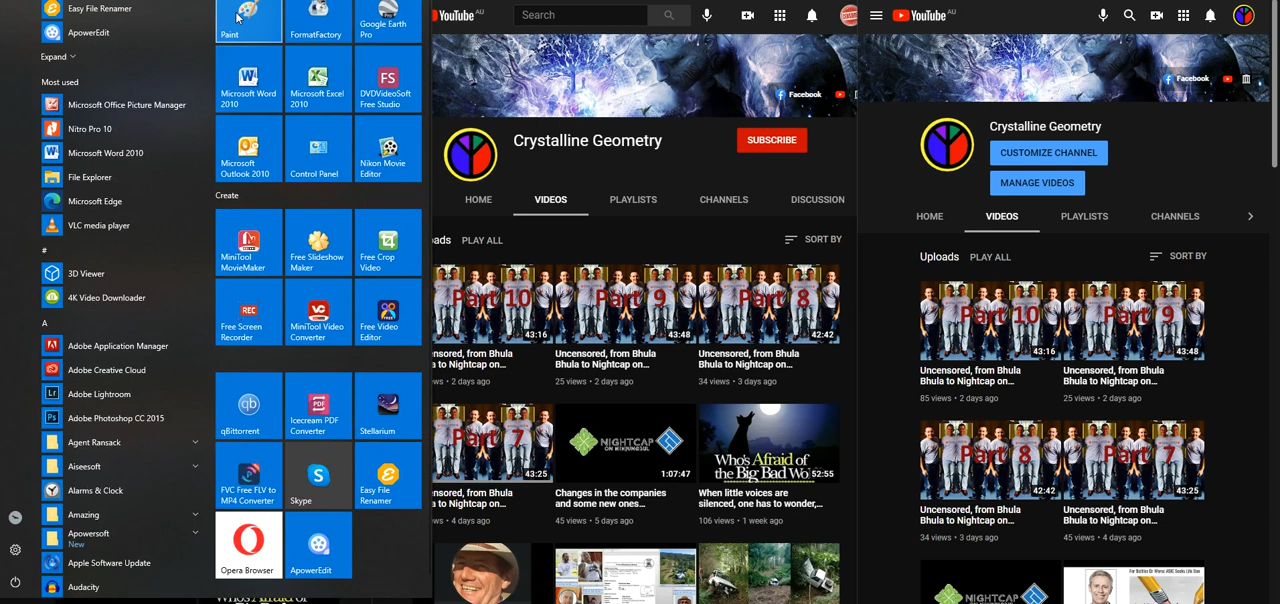 Easy File Renamer
ApowerEdit
Expand
Most used
Microsoft Office Picture Manager
Nitro Pro 10
Microsoft Word 2010
File Explorer
Microsoft Edge
VLC media player
#
3D Viewer
4K Video Downloader
A
Adobe Application Manager
Adobe Creative Cloud
Adobe Lightroom
Adobe Photoshop CC 2015
Agent Ransack
Aiseesoft
Alarms & Clock
Amazing
Apowersoft
New
Apple Software Update
Audacity
Paint
FormatFactory
Google Earth
Pro
Microsoft Word
2010
Microsoft Excel
2010
DVDVideoSoft
Free Studio
Microsoft
Outlook 2010
Control Panel
Nikon Movie
Editor
Create
MiniTool
MovieMaker
Free Slideshow
Maker
Free Crop
Video
REC
Free Screen
Recorder
MiniTool Video
Converter
Free Video
Editor
qBittorrent
Icecream PDF
Converter
Stellarium
FVC Free FLV to
MP4 Converter
Skype
Easy File
Renamer
Opera Browser
ApowerEdit
YouTube AU
Search
Facebook
Crystalline Geometry
SUBSCRIBE
HOME
VIDEOS
PLAYLISTS
CHANNELS
DISCUSSION
oads
PLAY ALL
SORT BY
Part 10
43:16
Part 9
43:48
Part 8
42:42
ncensored, from Bhula
la to Nightcap on...
ews • 2 days ago
Uncensored, from Bhula
Bhula to Nightcap on...
25 views • 2 days ago
Uncensored, from Bhula
Bhula to Nightcap on...
34 views • 3 days ago
Part 7
43:25
NIGHTCAP
ON MINJUNGBAL
1:07:47
Who's Afraid of
the Big Bad Wo
52:55
ncensored, from Bhula
la to Nightcap on...
ews • 4 days ago
Changes in the companies
and some new ones...
45 views • 5 days ago
When little voices are
silenced, one has to wonder,...
106 views • 1 week ago
YouTube AU
Facebook
Crystalline Geometry
CUSTOMIZE CHANNEL
MANAGE VIDEOS
HOME
VIDEOS
PLAYLISTS
CHANNELS
Uploads
PLAY ALL
SORT BY
Part 10
43:16
Part 9
43:48
Uncensored, from Bhula
Bhula to Nightcap on...
85 views • 2 days ago
Uncensored, from Bhula
Bhula to Nightcap on...
25 views • 2 days ago
Part 8
42:42
Part 7
43:25
Uncensored, from Bhula
Bhula to Nightcap on...
34 views • 3 days ago
Uncensored, from Bhula
Bhula to Nightcap on...
45 views • 4 days ago
NIGHTCAP
Who's Afraid of